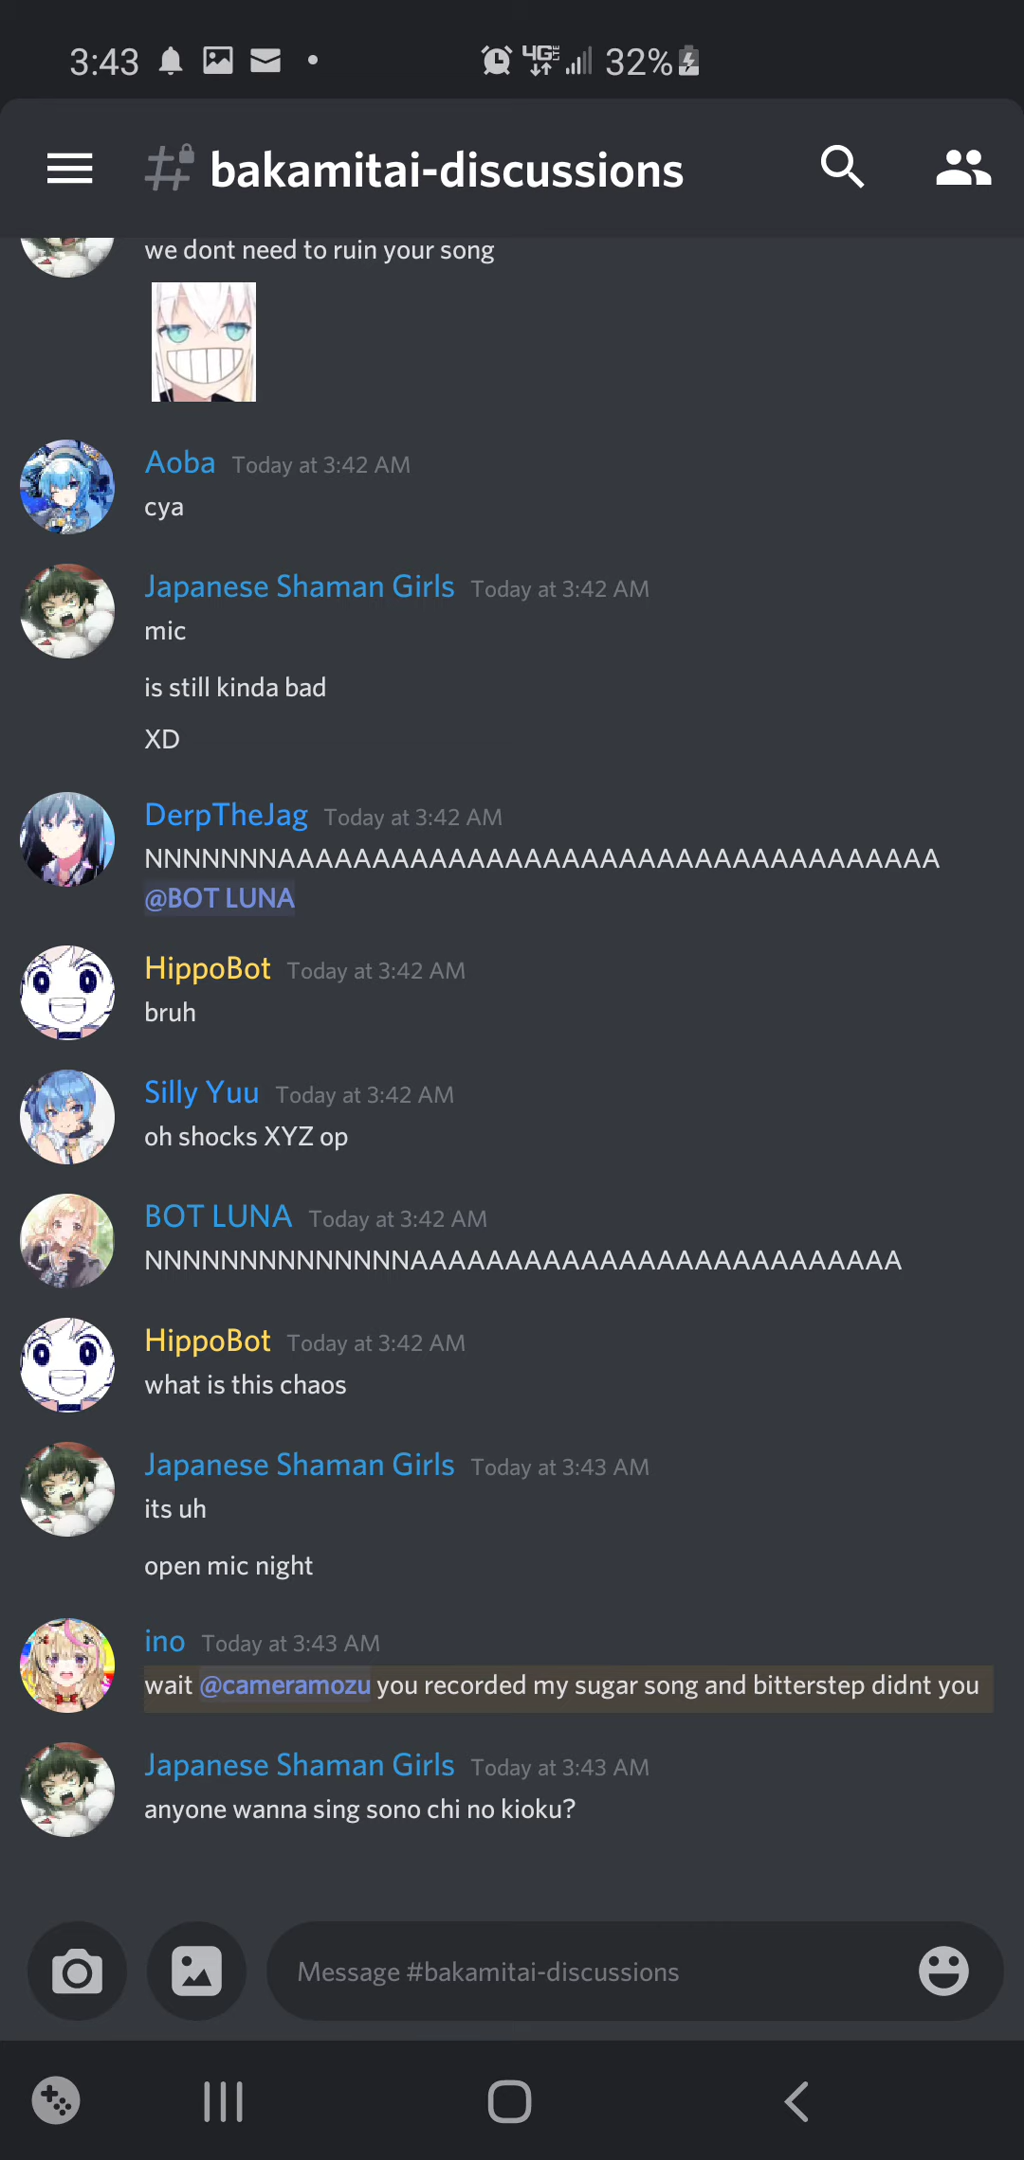 3:43 4G LTE 32%
# bakamitai-discussions
we dont need to ruin your song
Aoba Today at 3:42 AM
cya
Japanese Shaman Girls Today at 3:42 AM
mic
is still kinda bad
XD
DerpTheJag Today at 3:42 AM
NNNNNNNAAAAAAAAAAAAAAAAAAAAAAAAAAAAAAAAAAA
@BOT LUNA
HippoBot Today at 3:42 AM
bruh
Silly Yuu Today at 3:42 AM
oh shocks XYZ op
BOT LUNA Today at 3:42 AM
NNNNNNNNNNNNNNAAAAAAAAAAAAAAAAAAAAAAAAAA
HippoBot Today at 3:42 AM
what is this chaos
Japanese Shaman Girls Today at 3:43 AM
its uh
open mic night
ino Today at 3:43 AM
wait @cameramozu you recorded my sugar song and bitterstep didnt you
Japanese Shaman Girls Today at 3:43 AM
anyone wanna sing sono chi no kioku?
Message #bakamitai-discussions